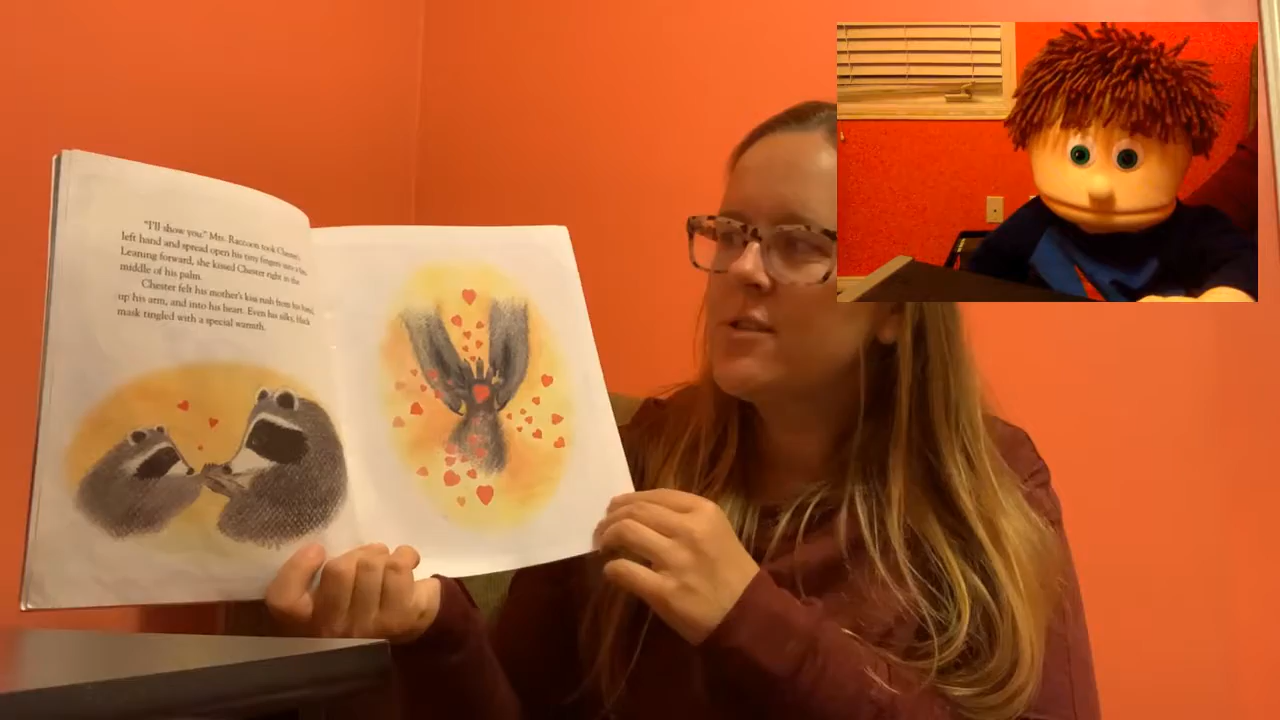 "I'll show you." Mrs. Raccoon took Chester's
left hand and spread open his tiny fingers into a fan.
Leaning forward, she kissed Chester right in the
middle of his palm.
Chester felt his mother's kiss rush from his hand,
up his arm, and into his heart. Even his silky, black
mask tingled with a special warmth.